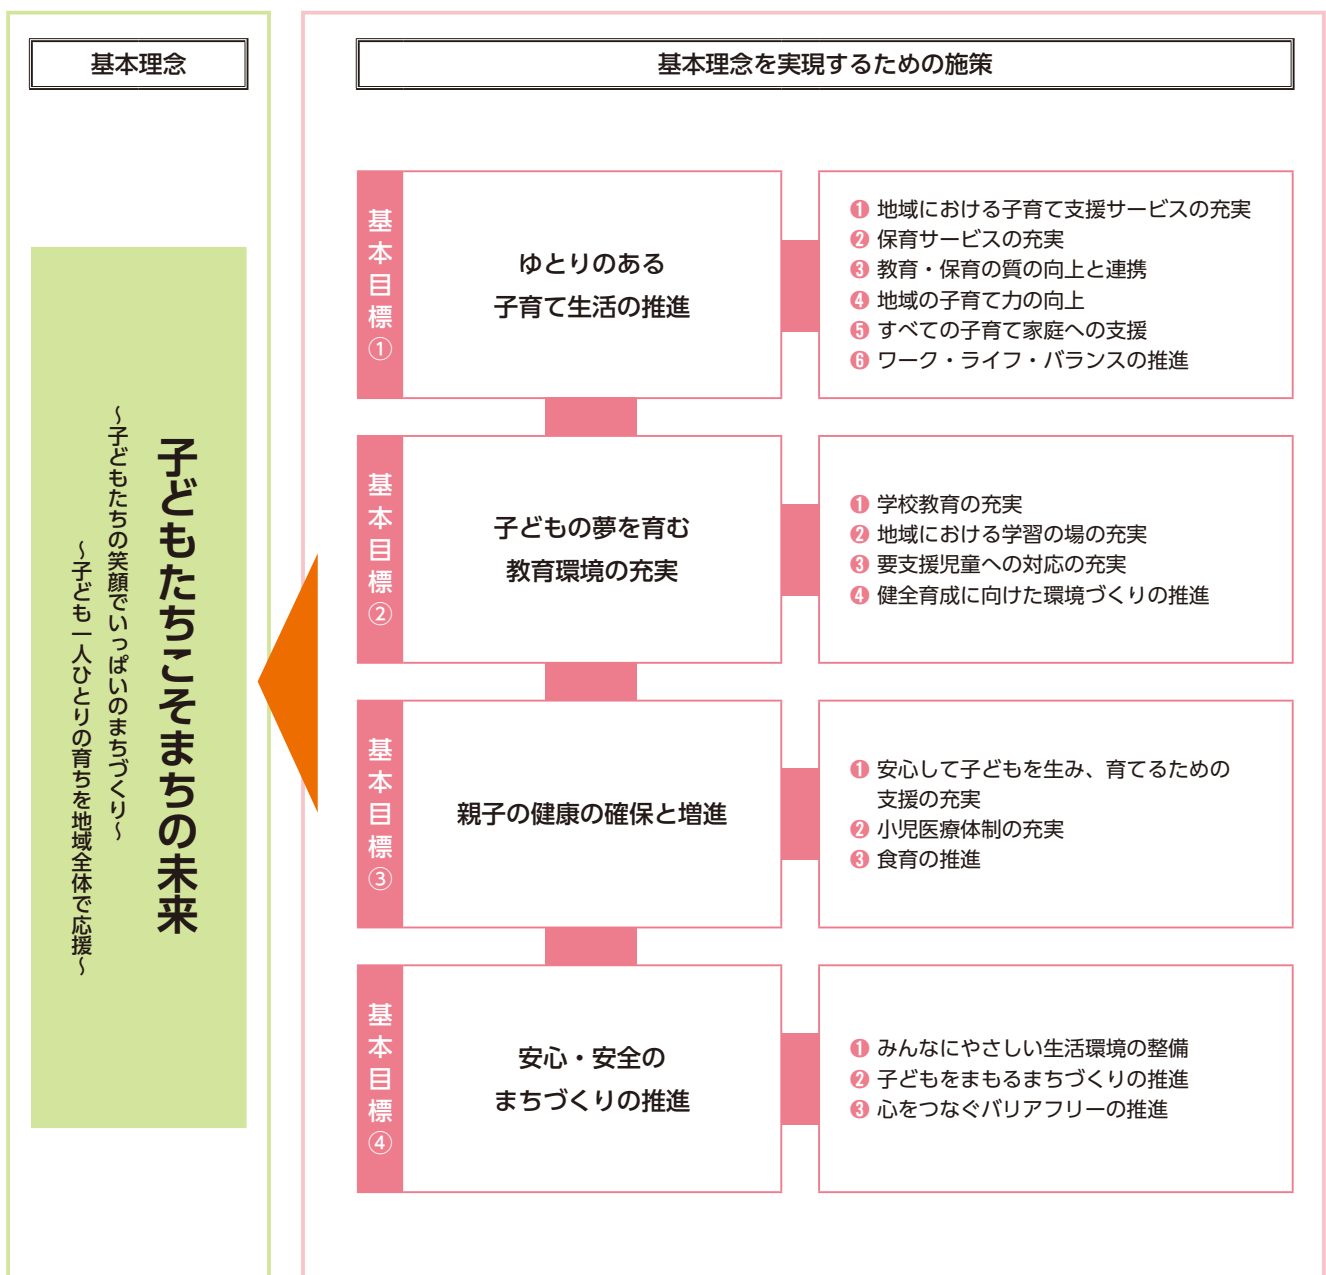 基本理念
子どもたちこそまちの未来
～子どもたちの笑顔でいっぱいのまちづくり～
～子ども一人ひとりの育ちを地域全体で応援～
基本理念を実現するための施策
基本目標①
ゆとりのある
子育て生活の推進
❶ 地域における子育て支援サービスの充実
❷ 保育サービスの充実
❸ 教育・保育の質の向上と連携
❹ 地域の子育て力の向上
❺ すべての子育て家庭への支援
❻ ワーク・ライフ・バランスの推進
基本目標②
子どもの夢を育む
教育環境の充実
❶ 学校教育の充実
❷ 地域における学習の場の充実
❸ 要支援児童への対応の充実
❹ 健全育成に向けた環境づくりの推進
基本目標③
親子の健康の確保と増進
❶ 安心して子どもを生み、育てるための
支援の充実
❷ 小児医療体制の充実
❸ 食育の推進
基本目標④
安心・安全の
まちづくりの推進
❶ みんなにやさしい生活環境の整備
❷ 子どもをまもるまちづくりの推進
❸ 心をつなぐバリアフリーの推進